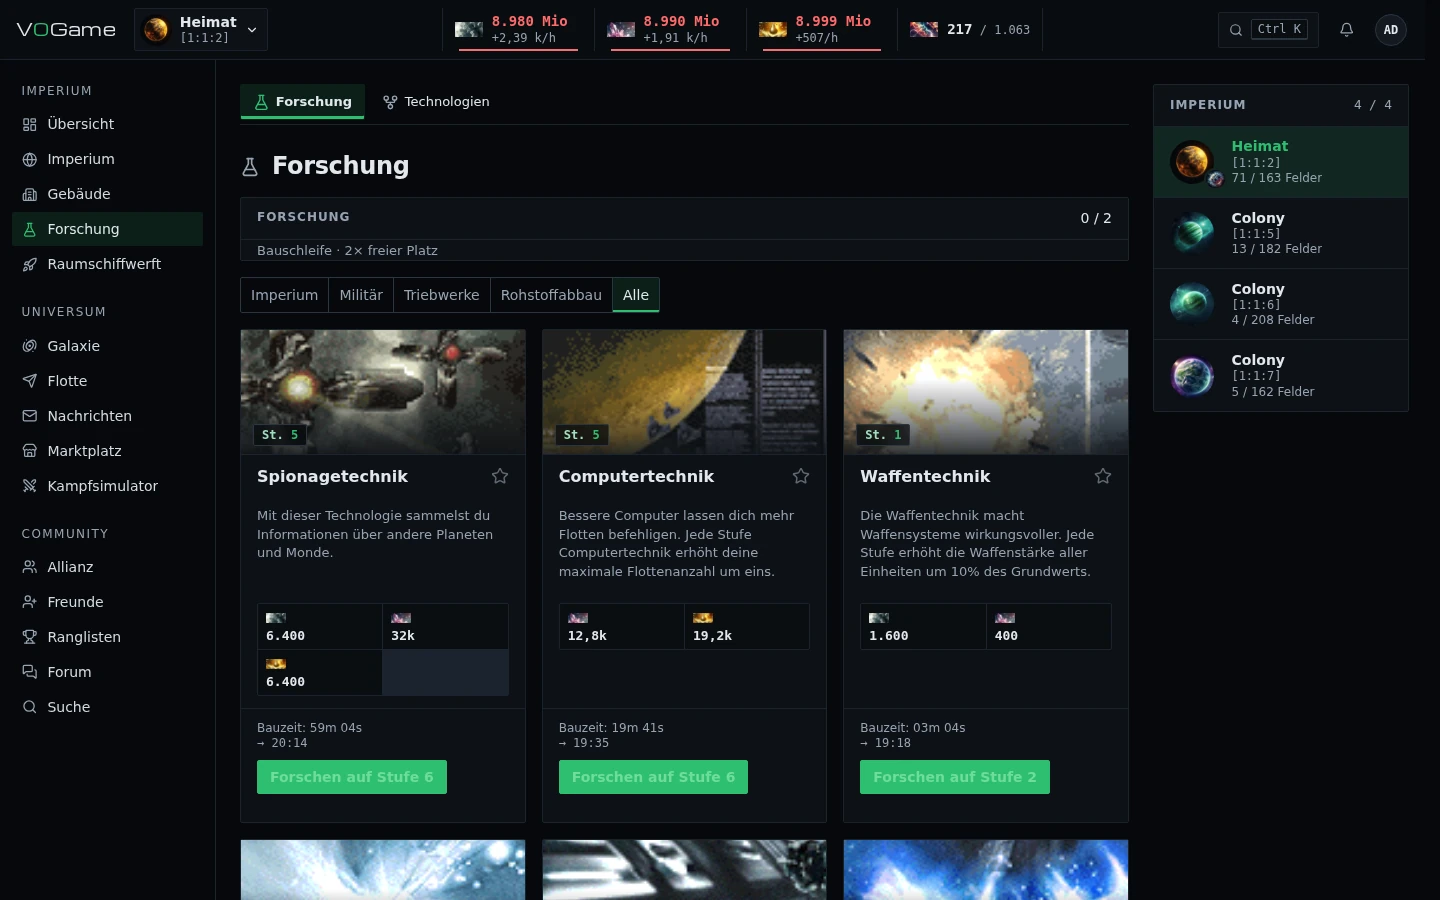 VOGame
Heimat
[1:1:2]
8.980 Mio
+2,39 k/h
8.990 Mio
+1,91 k/h
8.999 Mio
+507/h
217 / 1.063
Ctrl K
AD
IMPERIUM
Übersicht
Imperium
Gebäude
Forschung
Raumschiffwerft
UNIVERSUM
Galaxie
Flotte
Nachrichten
Marktplatz
Kampfsimulator
COMMUNITY
Allianz
Freunde
Ranglisten
Forum
Suche
Forschung
Technologien
Forschung
FORSCHUNG
0 / 2
Bauschleife · 2× freier Platz
Imperium
Militär
Triebwerke
Rohstoffabbau
Alle
St. 5
Spionagetechnik
Mit dieser Technologie sammelst du
Informationen über andere Planeten
und Monde.
6.400
32k
6.400
Bauzeit: 59m 04s
→ 20:14
Forschen auf Stufe 6
St. 5
Computertechnik
Bessere Computer lassen dich mehr
Flotten befehligen. Jede Stufe
Computertechnik erhöht deine
maximale Flottenanzahl um eins.
12,8k
19,2k
Bauzeit: 19m 41s
→ 19:35
Forschen auf Stufe 6
St. 1
Waffentechnik
Die Waffentechnik macht
Waffensysteme wirkungsvoller. Jede
Stufe erhöht die Waffenstärke aller
Einheiten um 10% des Grundwerts.
1.600
400
Bauzeit: 03m 04s
→ 19:18
Forschen auf Stufe 2
IMPERIUM
4 / 4
Heimat
[1:1:2]
71 / 163 Felder
Colony
[1:1:5]
13 / 182 Felder
Colony
[1:1:6]
4 / 208 Felder
Colony
[1:1:7]
5 / 162 Felder